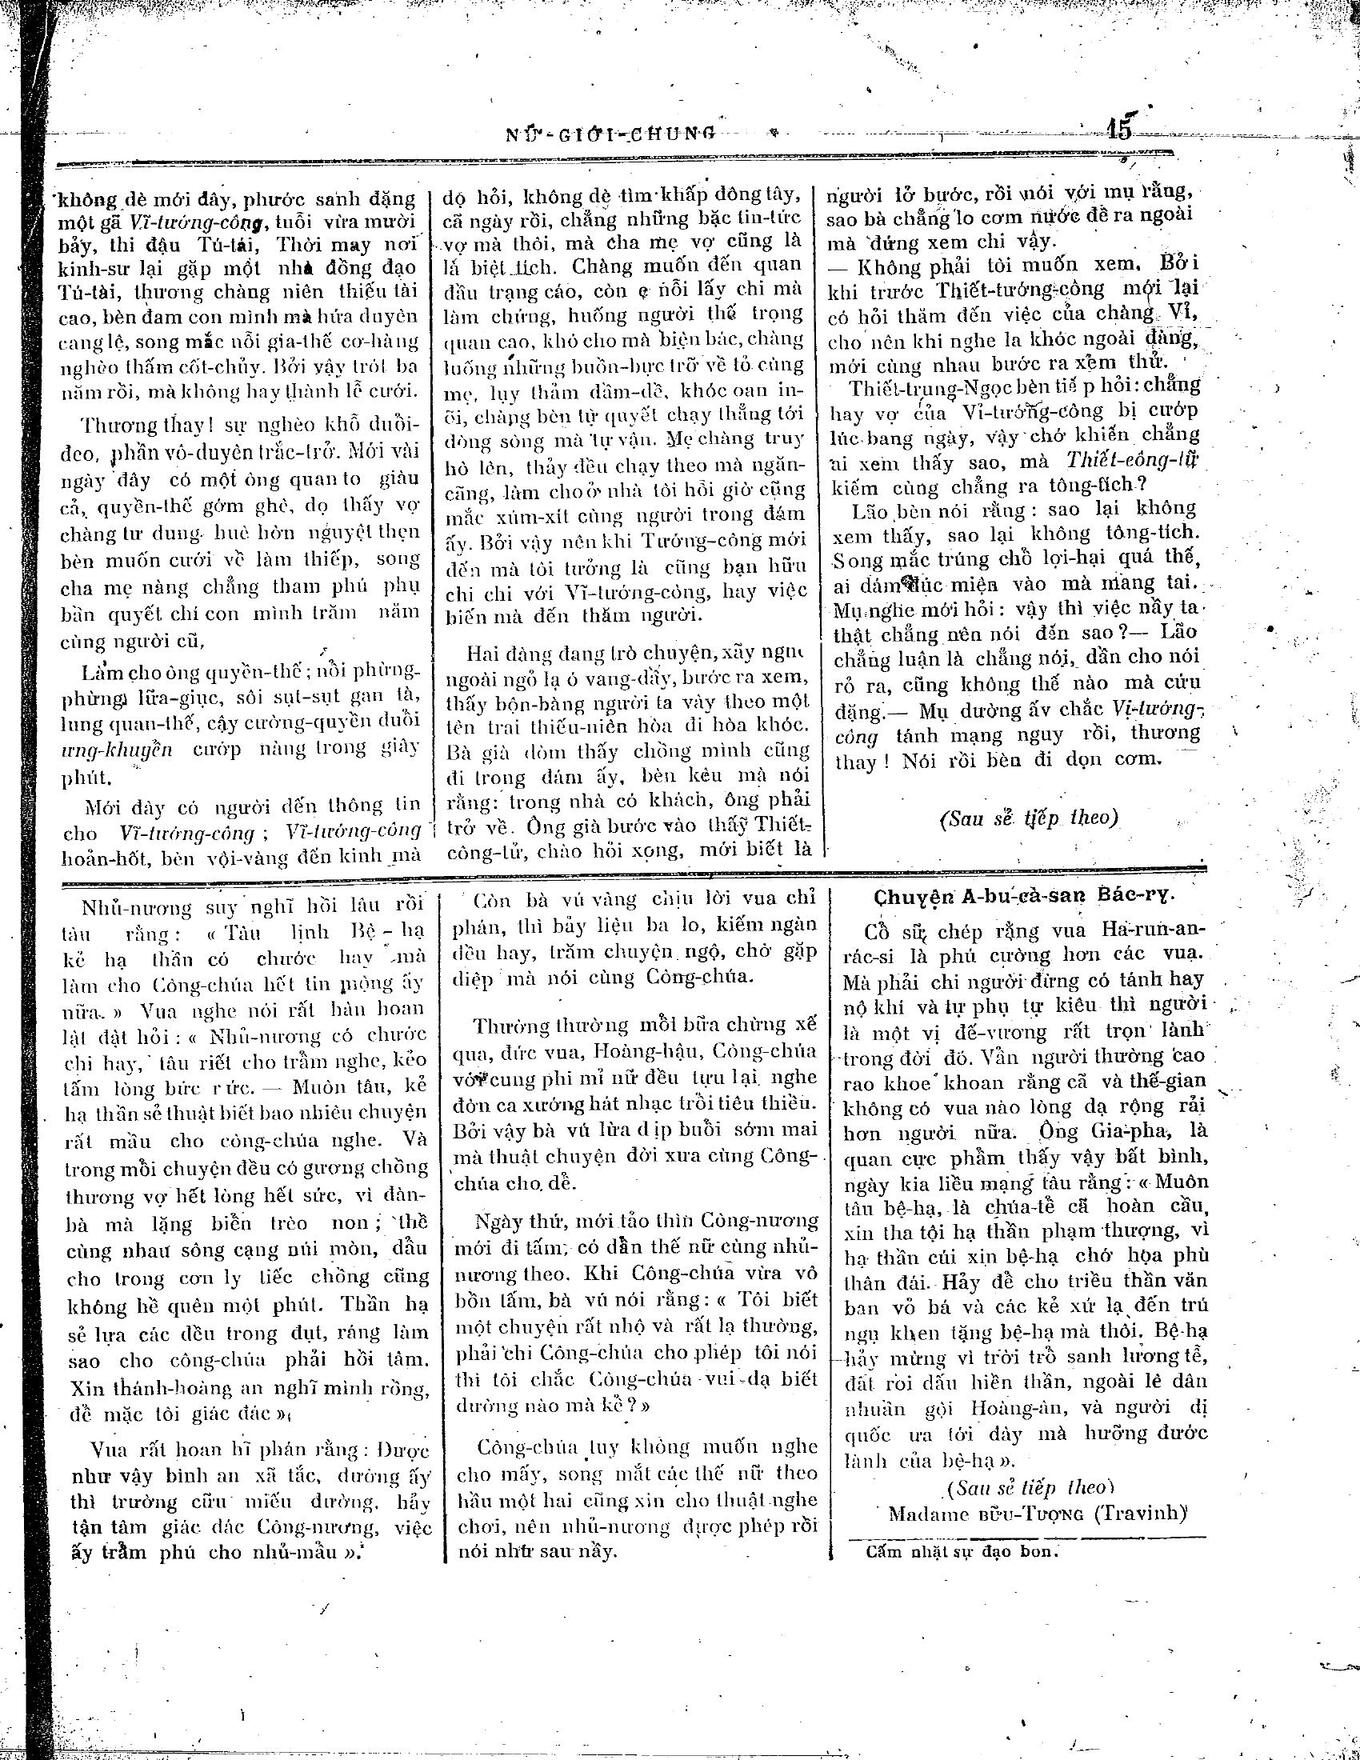 NỮ-GIỚI-CHUNG
15
không dè mới đây, phước sanh đặng
một gã Vĩ-tướng-công, tuổi vừa mười
bảy, thi đậu Tú-tài, Thời may nơi
kinh-sư lại gặp một nhà đồng đạo
Tú-tài, thương chàng niên thiếu tài
cao, bèn đam con mình mà hứa duyên
cang lệ, song mắc nỗi gia-thế cơ-hàng
nghèo thấm cốt-chủy. Bởi vậy trót ba
năm rồi, mà không hay thành lễ cưới.
Thương thay! sự nghèo khổ đuổi-
đeo, phần vô-duyên trắc-trở. Mới vài
ngày đây có một ông quan to giàu
cả, quyền-thế gớm ghê, dọ thấy vợ
chàng tư dung huê hờn nguyệt thẹn
bèn muốn cưới về làm thiếp, song
cha mẹ nàng chẳng tham phú phụ
bần quyết chí con mình trăm năm
cùng người cũ,
Làm cho ông quyền-thế; nổi phừng-
phừng lữa-giục, sôi sụt-sụt gan tà,
lung quan-thế, cậy cường-quyền duổi
ưng-khuyển cướp nàng trong giây
phút.
Mới đây có người đến thông tin
cho Vĩ-tướng-công; Vĩ-tướng-công
hoản-hốt, bèn vội-vàng đến kinh mà
dọ hỏi, không dè tìm khấp đông tây,
cã ngày rồi, chẳng những bặc tin-tức
vợ mà thôi, mà cha mẹ vợ cũng là
lá biệt tích. Chàng muốn đến quan
đầu trạng cáo, còn e nỗi lấy chi mà
làm chứng, huống người thế trọng
quan cao, khó cho mà biện bác, chàng
luống những buồn-bực trỡ về tỏ cùng
mẹ, lụy thảm dầm-dề, khóc oan in-
ỏi, chàng bèn tự quyết chạy thẳng tới
dòng sông mà tự vận. Mẹ chàng truy
hô lên, thảy đều chạy theo mà ngăn-
cãng, làm cho ở nhà tôi hồi giờ cũng
mắc xúm-xít cùng người trong đám
ấy. Bởi vậy nên khi Tướng-công mới
đến mà tôi tưởng là cũng bạn hữu
chi chi với Vĩ-tướng-công, hay việc
biến mà đến thăm người.
Hai đàng đang trò chuyện, xãy nghe
ngoài ngỏ lạ ó vang-dầy, bước ra xem,
thấy bộn-bàng người ta vây theo một
tên trai thiếu-niên hòa đi hòa khóc.
Bà già dòm thấy chồng mình cũng
đi trong đám ấy, bèn kêu mà nói
rằng: trong nhà có khách, ông phải
trở về. Ông già bước vào thấy Thiết-
công-tử, chào hỏi xong, mới biết là
người lở bước, rồi nói với mụ rằng,
sao bà chẳng lo cơm nước để ra ngoài
mà đứng xem chi vậy.
— Không phải tôi muốn xem. Bởi
khi trước Thiết-tướng-công mới lại
có hỏi thăm đến việc của chàng Vĩ,
cho nên khi nghe la khóc ngoài đàng,
mới cùng nhau bước ra xem thử.
Thiết-trung-Ngọc bèn tiếp hỏi: chẳng
hay vợ của Vỉ-tướng-công bị cướp
lúc bang ngày, vậy chớ khiến chẳng
ai xem thấy sao, mà Thiết-công-tữ
kiếm cùng chẳng ra tông-tích?
Lão bèn nói rằng: sao lại không
xem thấy, sao lại không tông-tích.
Song mắc trúng chỗ lợi-hại quá thế,
ai dám đúc miện vào mà mang tai.
Mụ nghe mới hỏi: vậy thì việc nầy ta
thật chẳng nên nói đến sao?— Lão
chẳng luận là chẳng nói, dần cho nói
rỏ ra, cũng không thế nào mà cứu
đặng.— Mụ dường ấy chắc Vị-tướng-
công tánh mạng nguy rồi, thương
thay! Nói rồi bèn đi dọn cơm.
(Sau sẽ tiếp theo)
Nhủ-nương suy nghĩ hồi lâu rồi
tàu rằng: « Tàu lịnh Bệ-hạ
kẻ hạ thần có chước hay mà
làm cho Công-chúa hết tin mộng ấy
nữa. » Vua nghe nói rất hân hoan
lật đật hỏi: « Nhủ-nương có chước
chi hay, tâu riết cho trẫm nghe, kẻo
tấm lòng bức rức. — Muôn tâu, kẻ
hạ thần sẻ thuật biết bao nhiêu chuyện
rất mầu cho công-chúa nghe. Và
trong mỗi chuyện đều có gương chồng
thương vợ hết lòng hết sức, vì đàn-
bà mà lặng biển trèo non; thề
cùng nhau sông cạng núi mòn, dẫu
cho trong cơn ly tiếc chồng cũng
không hề quên một phút. Thần hạ
sẻ lựa các đều trong đụt, ráng làm
sao cho công-chúa phải hồi tâm.
Xin thánh-hoàng an nghĩ mình rồng,
để mặc tôi giác đác »,
Vua rất hoan hĩ phán rằng: Được
như vậy bình an xã tắc, dường ấy
thì trường cữu miếu đường, hãy
tận tâm giác dác Công-nương, việc
ấy trẩm phú cho nhủ-mẫu ».
Còn bà vú vàng chịu lời vua chỉ
phán, thì bảy liệu ba lo, kiếm ngàn
đều hay, trăm chuyện ngộ, chờ gặp
diệp mà nói cùng Công-chúa.
Thường thường mỗi bữa chừng xế
qua, đức vua, Hoàng-hậu, Công-chúa
với cung phi mỉ nữ đều tựu lại nghe
đờn ca xướng hát nhạc trổi tiêu thiều.
Bởi vậy bà vú lừa dịp buổi sớm mai
mà thuật chuyện đời xưa cùng Công-
chúa cho dễ.
Ngày thứ, mới tảo thìn Công-nương
mới đi tấm; có dẫn thế nữ cùng nhủ-
nương theo. Khi Công-chúa vừa vô
bồn tấm, bà vú nói rằng: « Tôi biết
một chuyện rất nhộ và rất lạ thường,
phải chi Công-chúa cho phép tôi nói
thì tôi chắc Công-chúa vui dạ biết
dường nào mà kể? »
Công-chúa tuy không muốn nghe
cho mấy, song mắt các thế nữ theo
hầu một hai cũng xin cho thuật nghe
chơi, nên nhủ-nương được phép rồi
nói như sau nầy.
Chuyện A-bu-cà-san Bác-ry.
Cổ sữ chép rằng vua Ha-run-an-
rác-si là phú cường hơn các vua.
Mà phải chi người đừng có tánh hay
nộ khí và tự phụ tự kiêu thì người
là một vị đế-vương rất trọn lành
trong đời đó. Vẩn người thường cao
rao khoe khoan rằng cã và thế-gian
không có vua nào lòng dạ rộng rải
hơn người nữa. Ông Gia-pha, là
quan cực phẩm thấy vậy bất bình,
ngày kia liều mạng tâu rằng: « Muôn
tâu bệ-hạ, là chúa-tể cã hoàn cầu,
xin tha tội hạ thần phạm thượng, vì
hạ thần cúi xin bệ-hạ chớ họa phù
thân đái. Hảy để cho triều thần văn
ban vỏ bá và các kẻ xứ lạ đến trú
ngụ khen tặng bệ-hạ mà thôi. Bệ-hạ
hảy mừng vì trời trổ sanh lương tể,
đất roi dấu hiền thần, ngoài lê dân
nhuần gội Hoàng-ân, và người dị
quốc ưa tới đây mà hưỡng đước
lành của bệ-hạ ».
(Sau sẽ tiếp theo)
Madame BỮU-TƯỢNG (Travinh)
Cấm nhặt sự đạo bon.